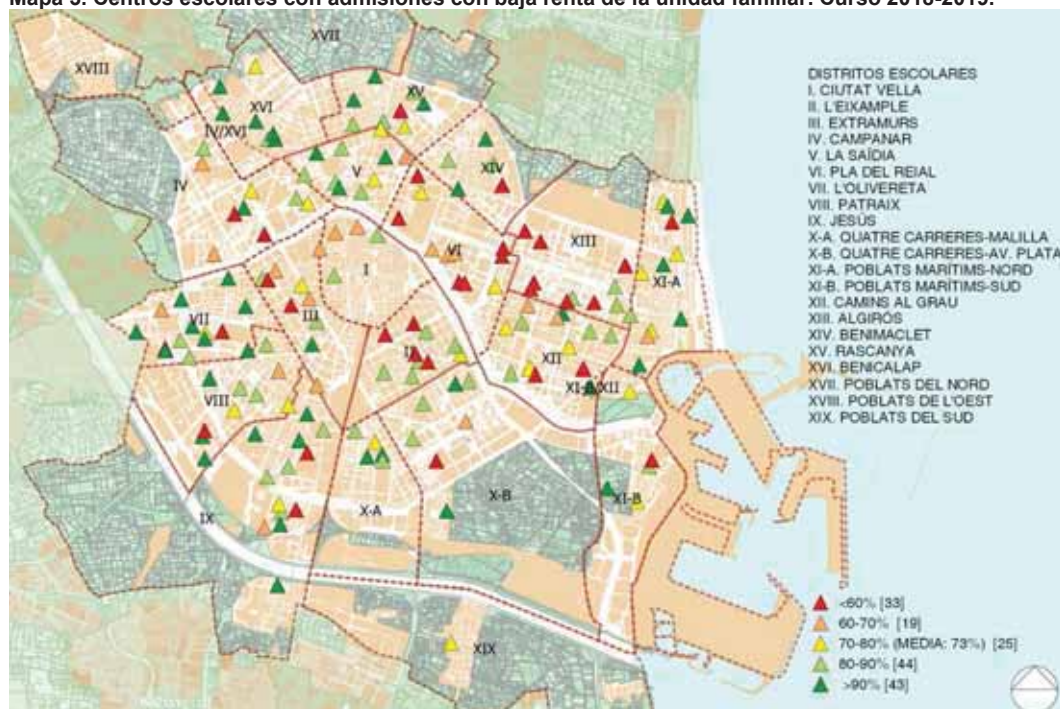 Mapa 3. Centros escolares con admisiones con baja renta de la unidad familiar. Curso 2018-2019.
XVII
XVIII
DISTRITOS ESCOLARES
I. CIUTAT VELLA
II. L'EIXAMPLE
III. EXTRAMURS
IV. CAMPANAR
V. LA SAÏDIA
VI. PLA DEL REIAL
VII. L'OLIVERETA
VIII. PATRAIX
IX. JESÚS
X-A. QUATRE CARRERES-MALILLA
X-B. QUATRE CARRERES-AV. PLATA
XI-A. POBLATS MARÍTIMS-NORD
XI-B. POBLATS MARÍTIMS-SUD
XII. CAMINS AL GRAU
XIII. ALGIRÓS
XIV. BENIMACLET
XV. RASCANYA
XVI. BENICALAP
XVII. POBLATS DEL NORD
XVIII. POBLATS DE L'OEST
XIX. POBLATS DEL SUD
XVI
XV
IV/XVI
XIV
IV
V
VI
XIII
I
XI-A
VII
III
II
XII
XI-A/XII
VIII
X-B
XI-B
IX
X-A
XIX
<60% [33]
60-70% [19]
70-80% (MEDIA: 73%) [25]
80-90% [44]
>90% [43]